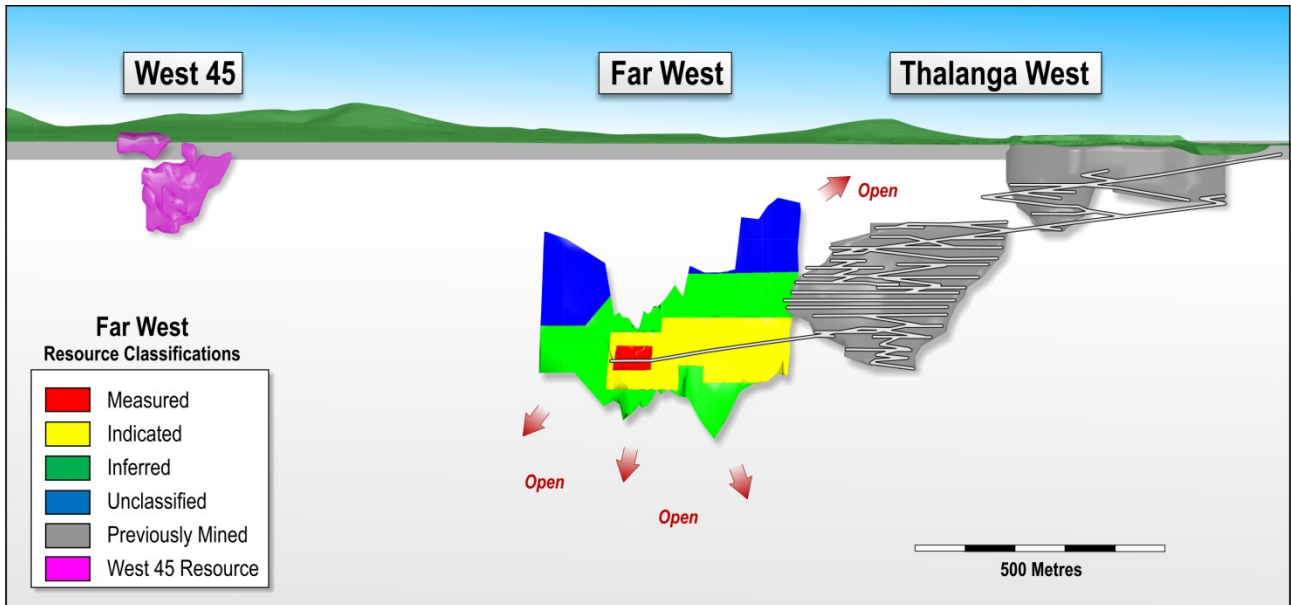 West 45
Far West
Thalanga West
Open
Far West
Resource Classifications
Measured
Indicated
Inferred
Unclassified
Previously Mined
West 45 Resource
Open
Open
500 Metres